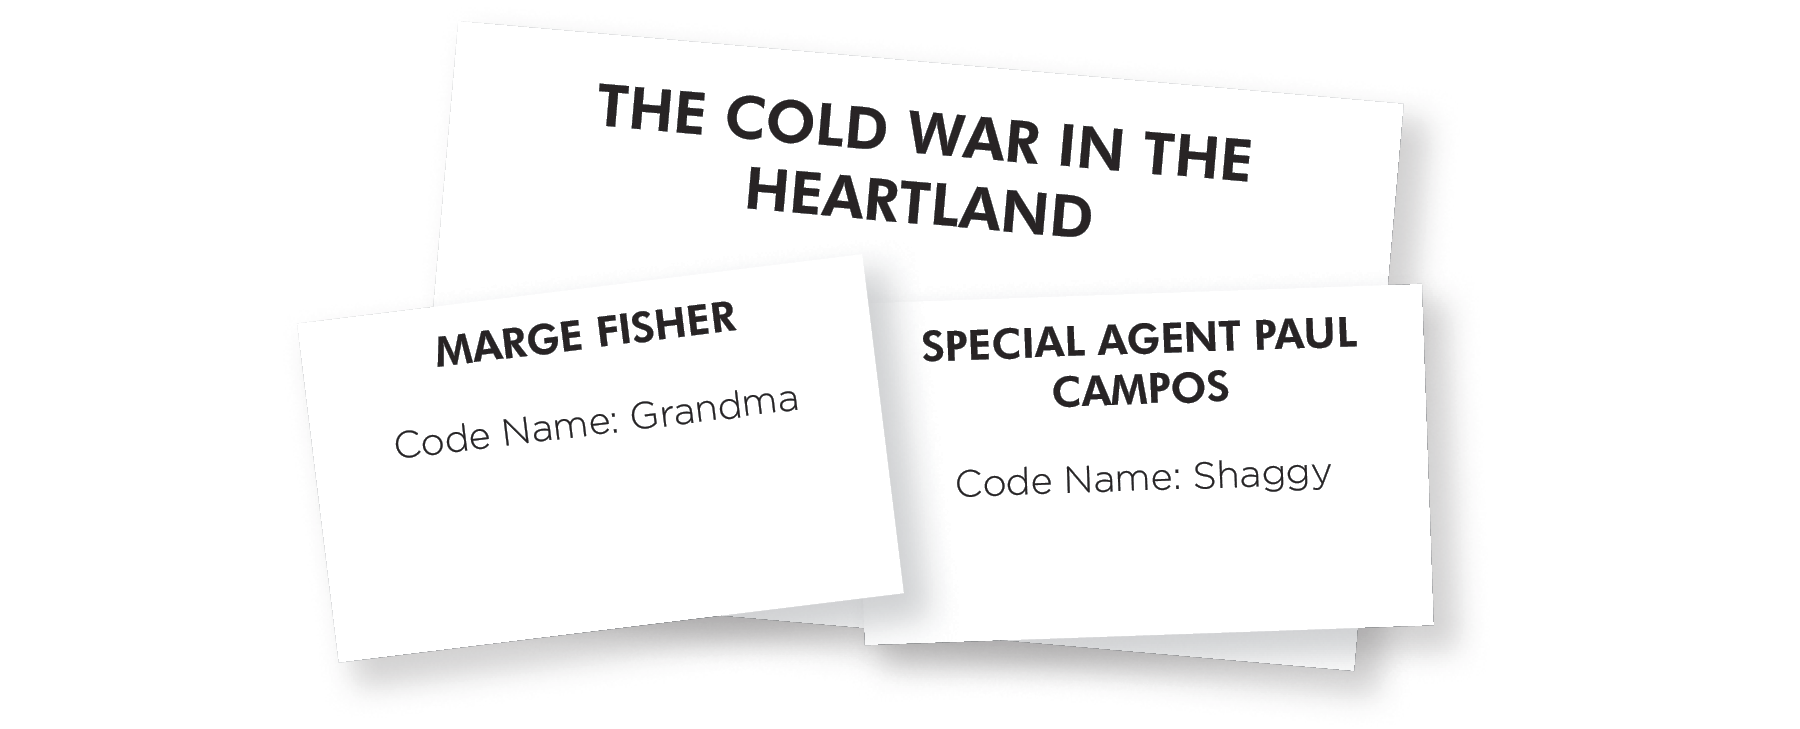 THE COLD WAR IN THE
HEARTLAND
MARGE FISHER
Code Name: Grandma
SPECIAL AGENT PAUL
CAMPOS
Code Name: Shaggy